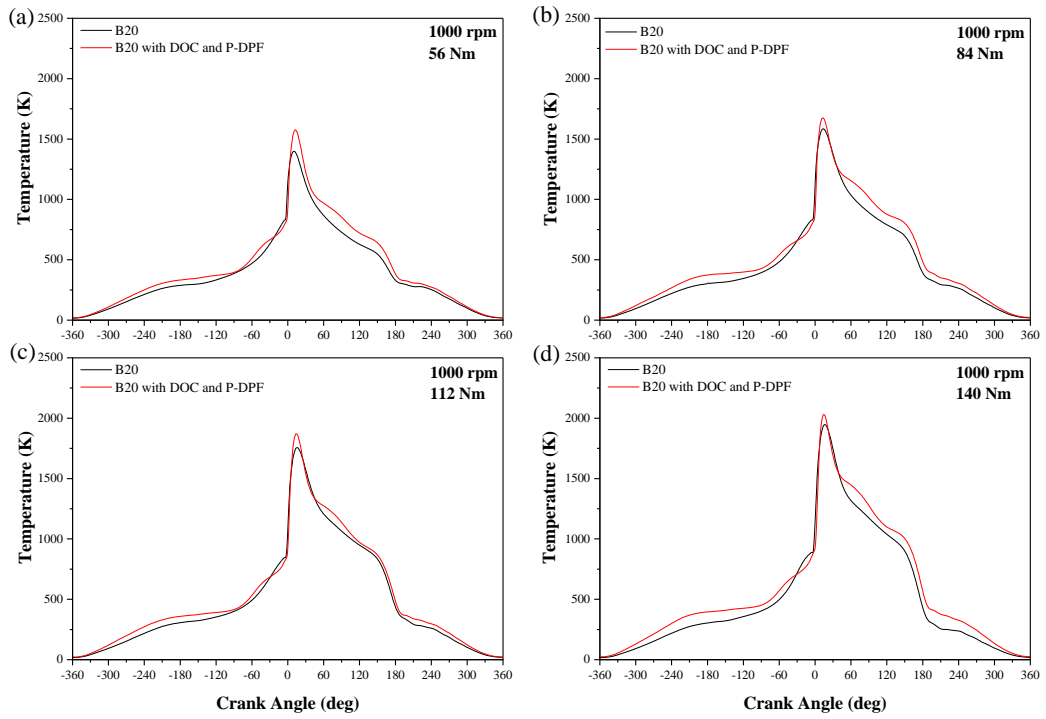 (a)
B20
B20 with DOC and P-DPF
1000 rpm
56 Nm
2500
2000
1500
1000
500
0
Temperature (K)
-360 -300 -240 -180 -120 -60 0 60 120 180 240 300 360
(b)
B20
B20 with DOC and P-DPF
1000 rpm
84 Nm
2500
2000
1500
1000
500
0
Temperature (K)
-360 -300 -240 -180 -120 -60 0 60 120 180 240 300 360
(c)
B20
B20 with DOC and P-DPF
1000 rpm
112 Nm
2500
2000
1500
1000
500
0
Temperature (K)
-360 -300 -240 -180 -120 -60 0 60 120 180 240 300 360
Crank Angle (deg)
(d)
B20
B20 with DOC and P-DPF
1000 rpm
140 Nm
2500
2000
1500
1000
500
0
Temperature (K)
-360 -300 -240 -180 -120 -60 0 60 120 180 240 300 360
Crank Angle (deg)